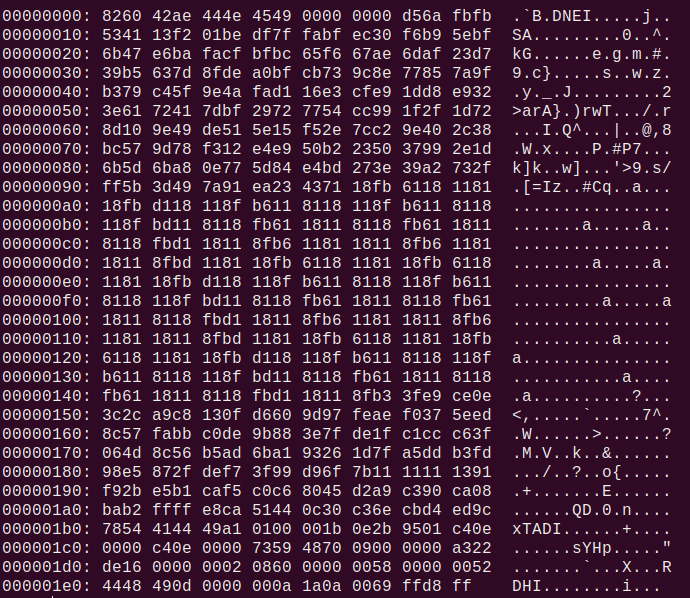 00000000: 8260 42ae 444e 4549 0000 0000 d56a fbfb  .`B.DNEI.....j..
00000010: 5341 13f2 01be df7f fabf ec30 f6b9 5ebf  SA.........0..^.
00000020: 6b47 e6ba facf bfbc 65f6 67ae 6daf 23d7  kG......e.g.m.#.
00000030: 39b5 637d 8fde a0bf cb73 9c8e 7785 7a9f  9.c}.....s..w.z.
00000040: b379 c45f 9e4a fad1 16e3 cfe9 1dd8 e932  .y._.J.........2
00000050: 3e61 7241 7dbf 2972 7754 cc99 1f2f 1d72  >arA}.)rwT.../.r
00000060: 8d10 9e49 de51 5e15 f52e 7cc2 9e40 2c38  ...I.Q^...|..@,8
00000070: bc57 9d78 f312 e4e9 50b2 2350 3799 2e1d  .W.x....P.#P7...
00000080: 6b5d 6ba8 0e77 5d84 e4bd 273e 39a2 732f  k]k..w]...'>9.s/
00000090: ff5b 3d49 7a91 ea23 4371 18fb 6118 1181  .[=Iz..#Cq..a...
000000a0: 18fb d118 118f b611 8118 118f b611 8118  ................
000000b0: 118f bd11 8118 fb61 1811 8118 fb61 1811  .......a.....a..
000000c0: 8118 fbd1 1811 8fb6 1181 1811 8fb6 1181  ................
000000d0: 1811 8fbd 1181 18fb 6118 1181 18fb 6118  ........a.....a.
000000e0: 1181 18fb d118 118f b611 8118 118f b611  ................
000000f0: 8118 118f bd11 8118 fb61 1811 8118 fb61  .........a.....a
00000100: 1811 8118 fbd1 1811 8fb6 1181 1811 8fb6  ................
00000110: 1181 1811 8fbd 1181 18fb 6118 1181 18fb  ..........a.....
00000120: 6118 1181 18fb d118 118f b611 8118 118f  a...............
00000130: b611 8118 118f bd11 8118 fb61 1811 8118  ...........a....
00000140: fb61 1811 8118 fbd1 1811 8fb3 3fe9 ce0e  .a..........?...
00000150: 3c2c a9c8 130f d660 9d97 feae f037 5eed  <,.....`.....7^.
00000160: 8c57 fabb c0de 9b88 3e7f de1f c1cc c63f  .W......>......?
00000170: 064d 8c56 b5ad 6ba1 9326 1d7f a5dd b3fd  .M.V..k..&......
00000180: 98e5 872f def7 3f99 d96f 7b11 1111 1391  .../..?..o{.....
00000190: f92b e5b1 caf5 c0c6 8045 d2a9 c390 ca08  .+.......E......
000001a0: bab2 ffff e8ca 5144 0c30 c36e cbd4 ed9c  ......QD.0.n....
000001b0: 7854 4144 49a1 0100 001b 0e2b 9501 c40e  xTADI......+....
000001c0: 0000 c40e 0000 7359 4870 0900 0000 a322  ......sYHp....."
000001d0: de16 0000 0002 0860 0000 0058 0000 0052  .......`...X...R
000001e0: 4448 490d 0000 000a 1a0a 0069 ffd8 ff  DHI........i...